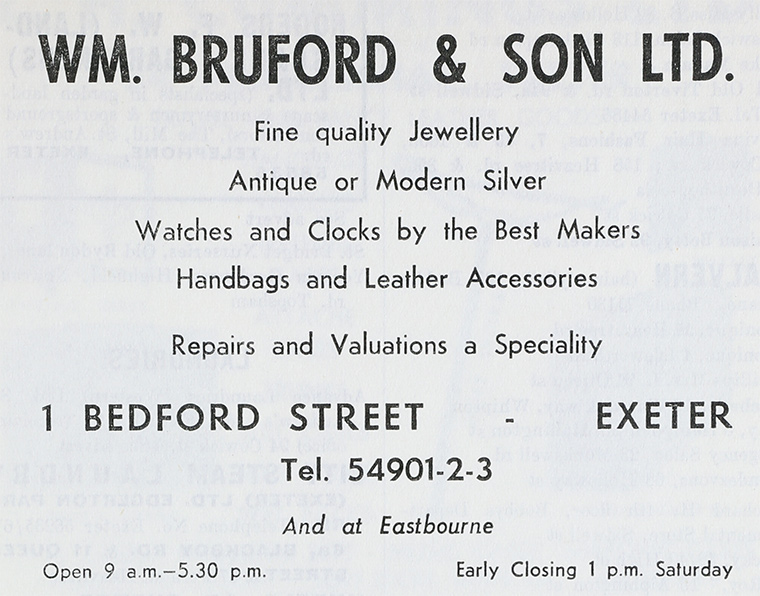 WM. BRUFORD & SON LTD.
Fine quality Jewellery
Antique or Modern Silver
Watches and Clocks by the Best Makers
Handbags and Leather Accessories
Repairs and Valuations a Speciality
1 BEDFORD STREET - EXETER
Tel. 54901-2-3
And at Eastbourne
Open 9 a.m.—5.30 p.m. Early Closing 1 p.m. Saturday